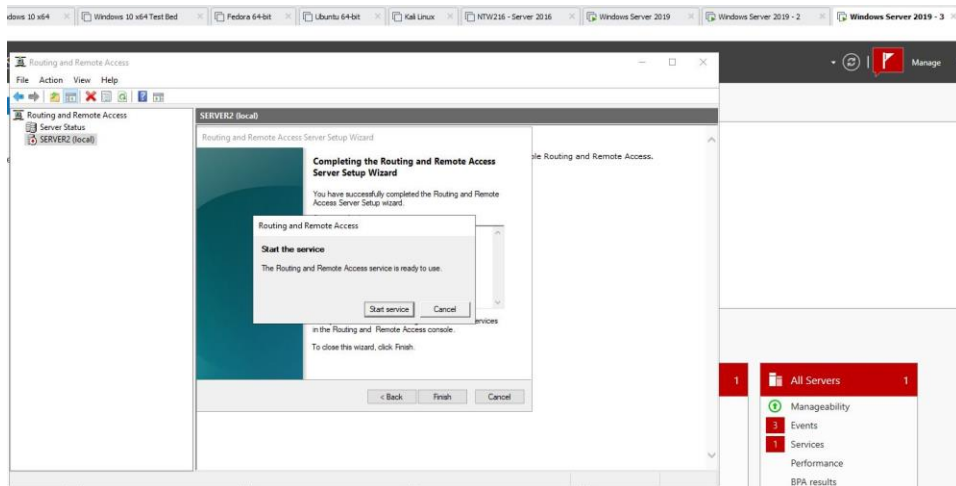 dows 10 x64
Windows 10 x64 Test Bed
Fedora 64-bit
Ubuntu 64-bit
Kali Linux
NTW216 - Server 2016
Windows Server 2019
Windows Server 2019 - 2
Windows Server 2019 - 3
Manage
Routing and Remote Access
File Action View Help
Routing and Remote Access
Server Status
SERVER2 (local)
SERVER2 (local)
Routing and Remote Access Server Setup Wizard
Completing the Routing and Remote Access
Server Setup Wizard
You have successfully completed the Routing and Remote
Access Server Setup wizard.
ble Routing and Remote Access.
Routing and Remote Access
Start the service
The Routing and Remote Access service is ready to use.
Start service
Cancel
ervices
in the Routing and Remote Access console.
To close this wizard, click Finish.
< Back
Finish
Cancel
1
All Servers 1
Manageability
3 Events
1 Services
Performance
BPA results